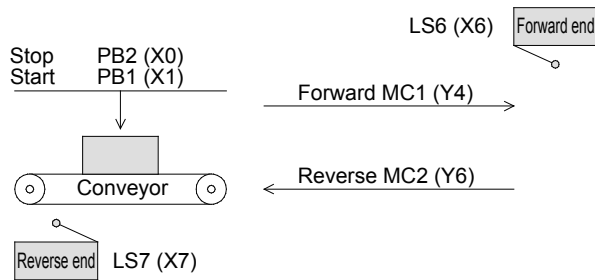 LS6 (X6)
Forward end
Stop PB2 (X0)
Start PB1 (X1)
Forward MC1 (Y4)
Reverse MC2 (Y6)
Conveyor
Reverse end
LS7 (X7)